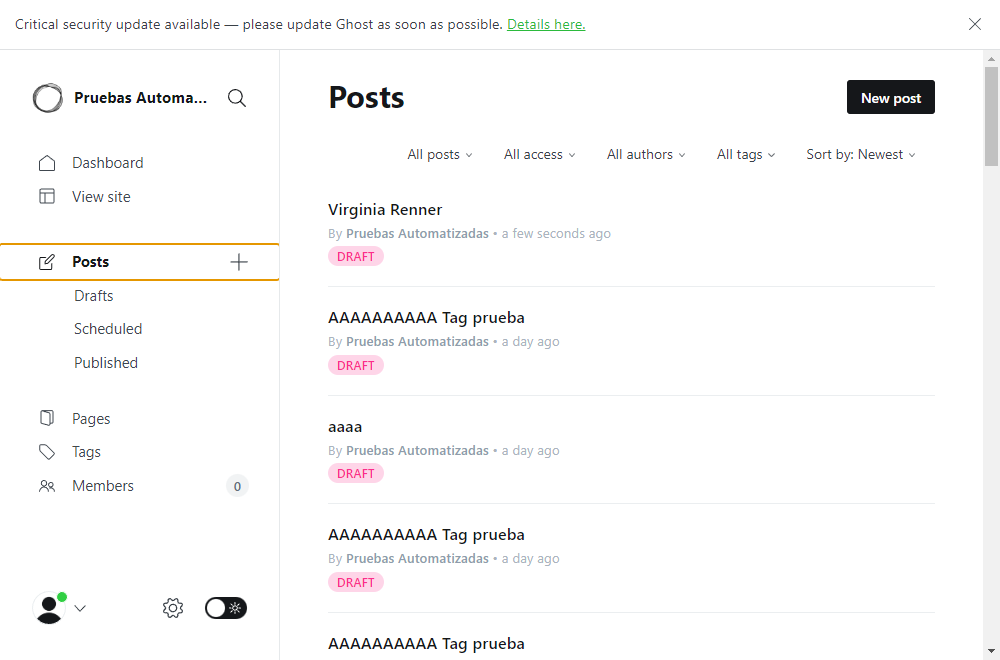 Critical security update available — please update Ghost as soon as possible. Details here.
Pruebas Automa...
Dashboard
View site
Posts
Drafts
Scheduled
Published
Pages
Tags
Members 0
Posts
New post
All posts All access All authors All tags Sort by: Newest
Virginia Renner
By Pruebas Automatizadas • a few seconds ago
DRAFT
AAAAAAAAAA Tag prueba
By Pruebas Automatizadas • a day ago
DRAFT
aaaa
By Pruebas Automatizadas • a day ago
DRAFT
AAAAAAAAAA Tag prueba
By Pruebas Automatizadas • a day ago
DRAFT
AAAAAAAAAA Tag prueba